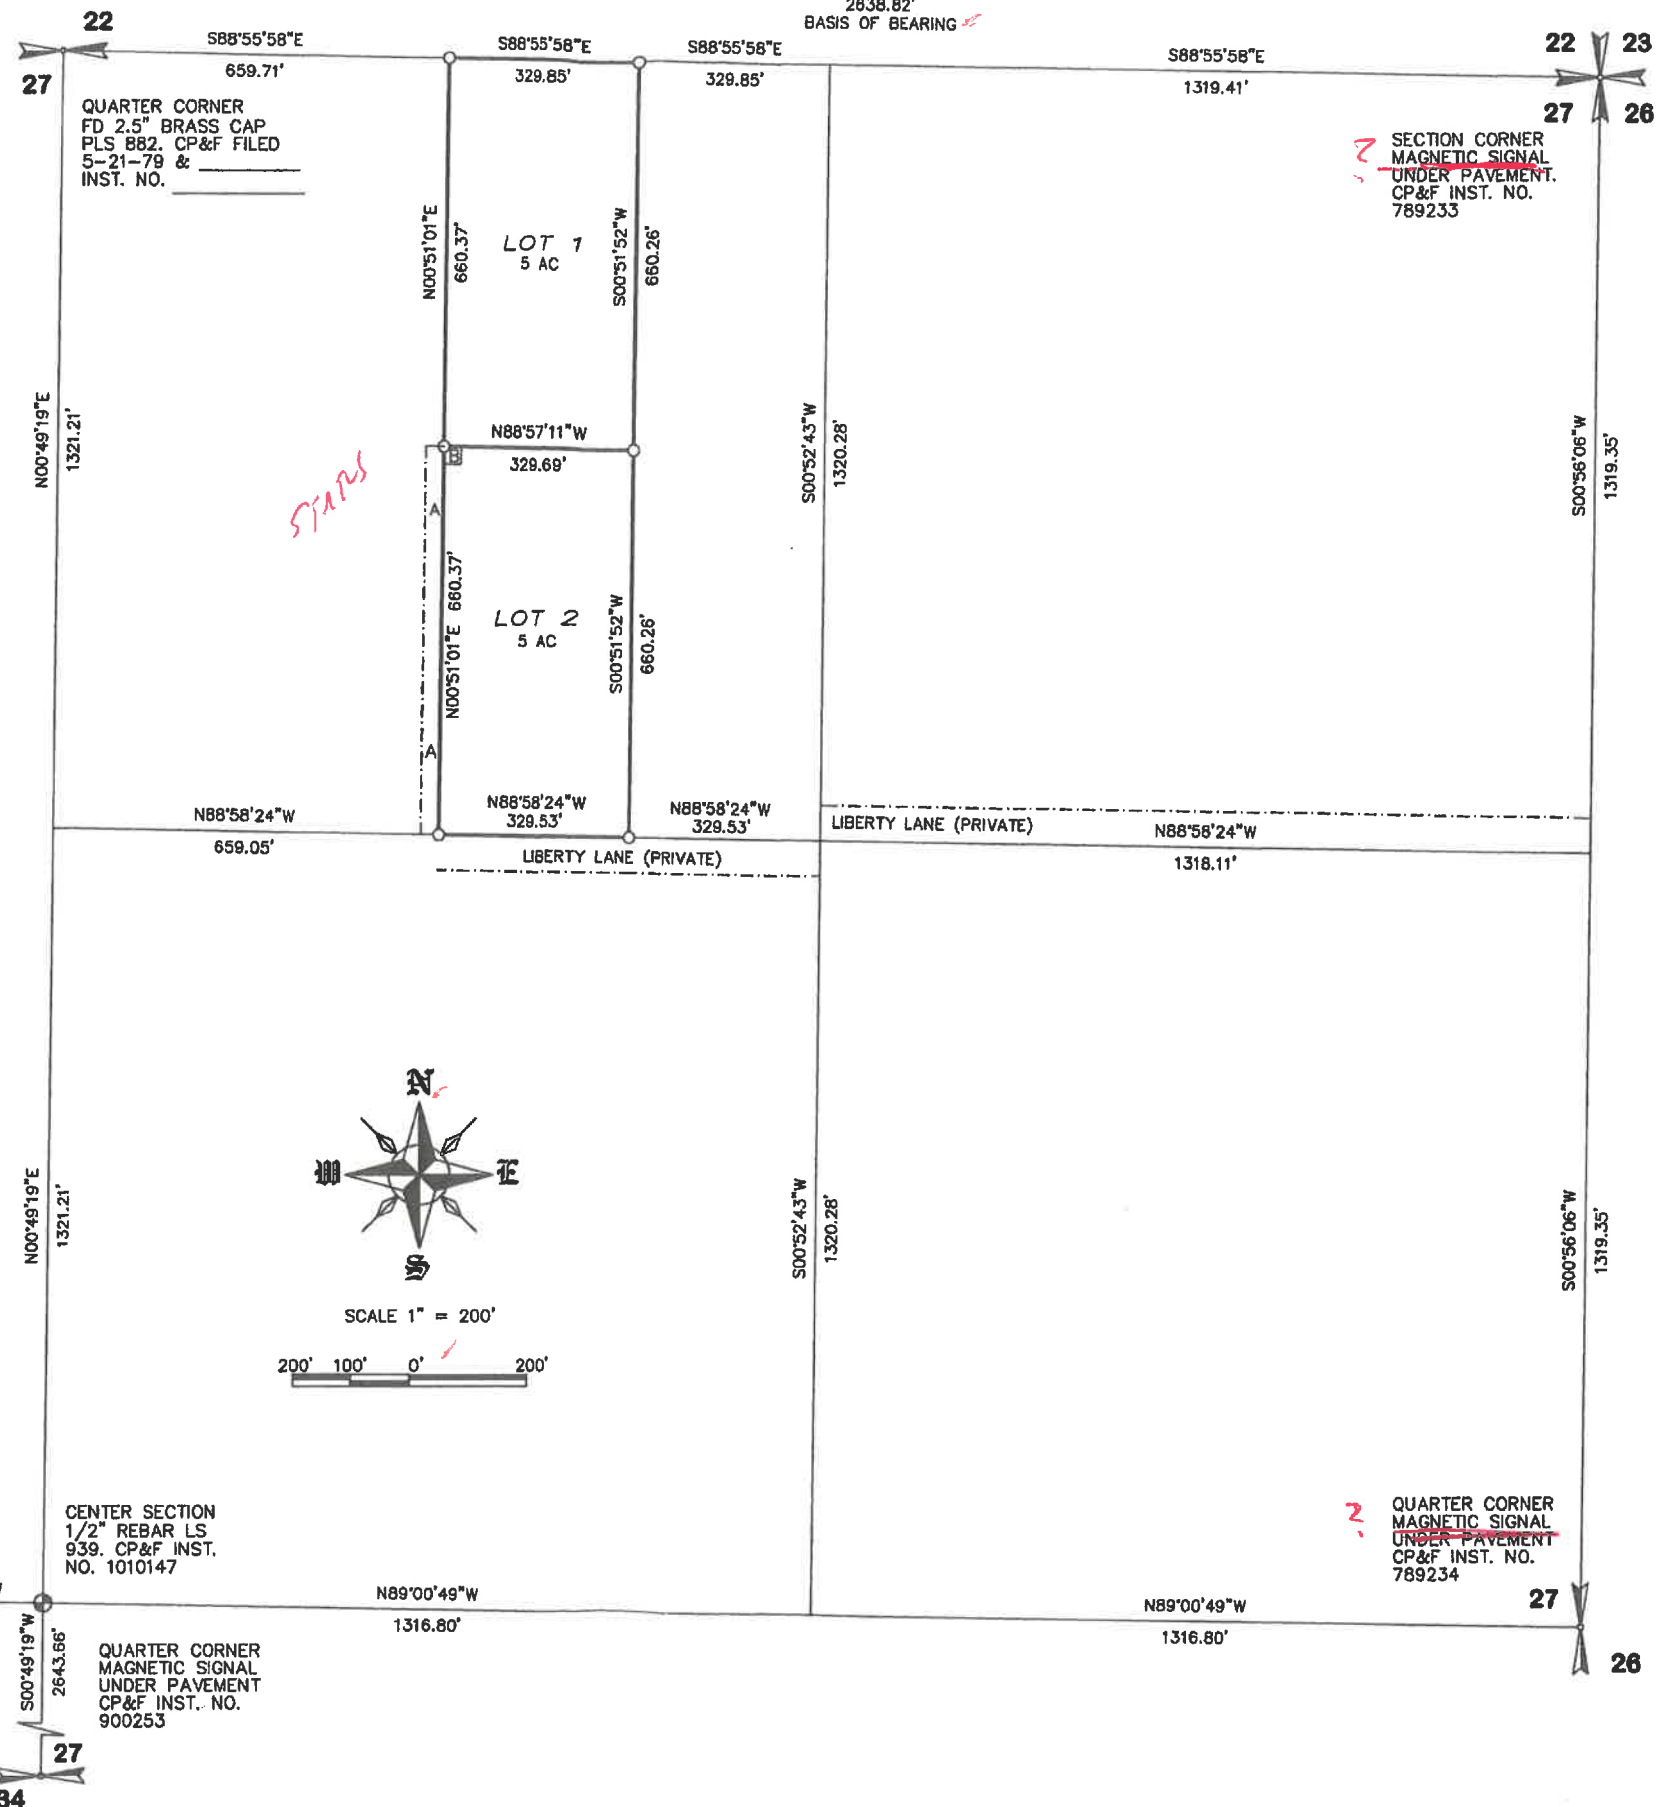 2638.82'
BASIS OF BEARING
22
27
S88°55'58"E
659.71'
S88°55'58"E
329.85'
S88°55'58"E
329.85'
S88°55'58"E
1319.41'
22
23
27
26
QUARTER CORNER
FD 2.5" BRASS CAP
PLS 882. CP&F FILED
5-21-79 &
INST. NO.
?
SECTION CORNER
MAGNETIC SIGNAL
UNDER PAVEMENT.
CP&F INST. NO.
789233
N00°51'01"E
660.37'
LOT 1
5 AC
S00°51'52"W
660.26'
N00°49'19"E
1321.21'
STARS
N88°57'11"W
329.69'
B
A
S00°52'43"W
1320.28'
S00°56'06"W
1319.35'
N00°51'01"E 660.37'
LOT 2
5 AC
S00°51'52"W
660.26'
A
N88°58'24"W
659.05'
N88°58'24"W
329.53'
N88°58'24"W
329.53'
LIBERTY LANE (PRIVATE)
LIBERTY LANE (PRIVATE)
N88°58'24"W
1318.11'
N
W
E
S
SCALE 1" = 200'
200' 100' 0' 200'
N00°49'19"E
1321.21'
S00°52'43"W
1320.28'
S00°56'06"W
1319.35'
CENTER SECTION
1/2" REBAR LS
939. CP&F INST.
NO. 1010147
?
QUARTER CORNER
MAGNETIC SIGNAL
UNDER PAVEMENT
CP&F INST. NO.
789234
N89°00'49"W
1316.80'
N89°00'49"W
1316.80'
27
26
S00°49'19"W
2643.66'
QUARTER CORNER
MAGNETIC SIGNAL
UNDER PAVEMENT
CP&F INST. NO.
900253
27
34